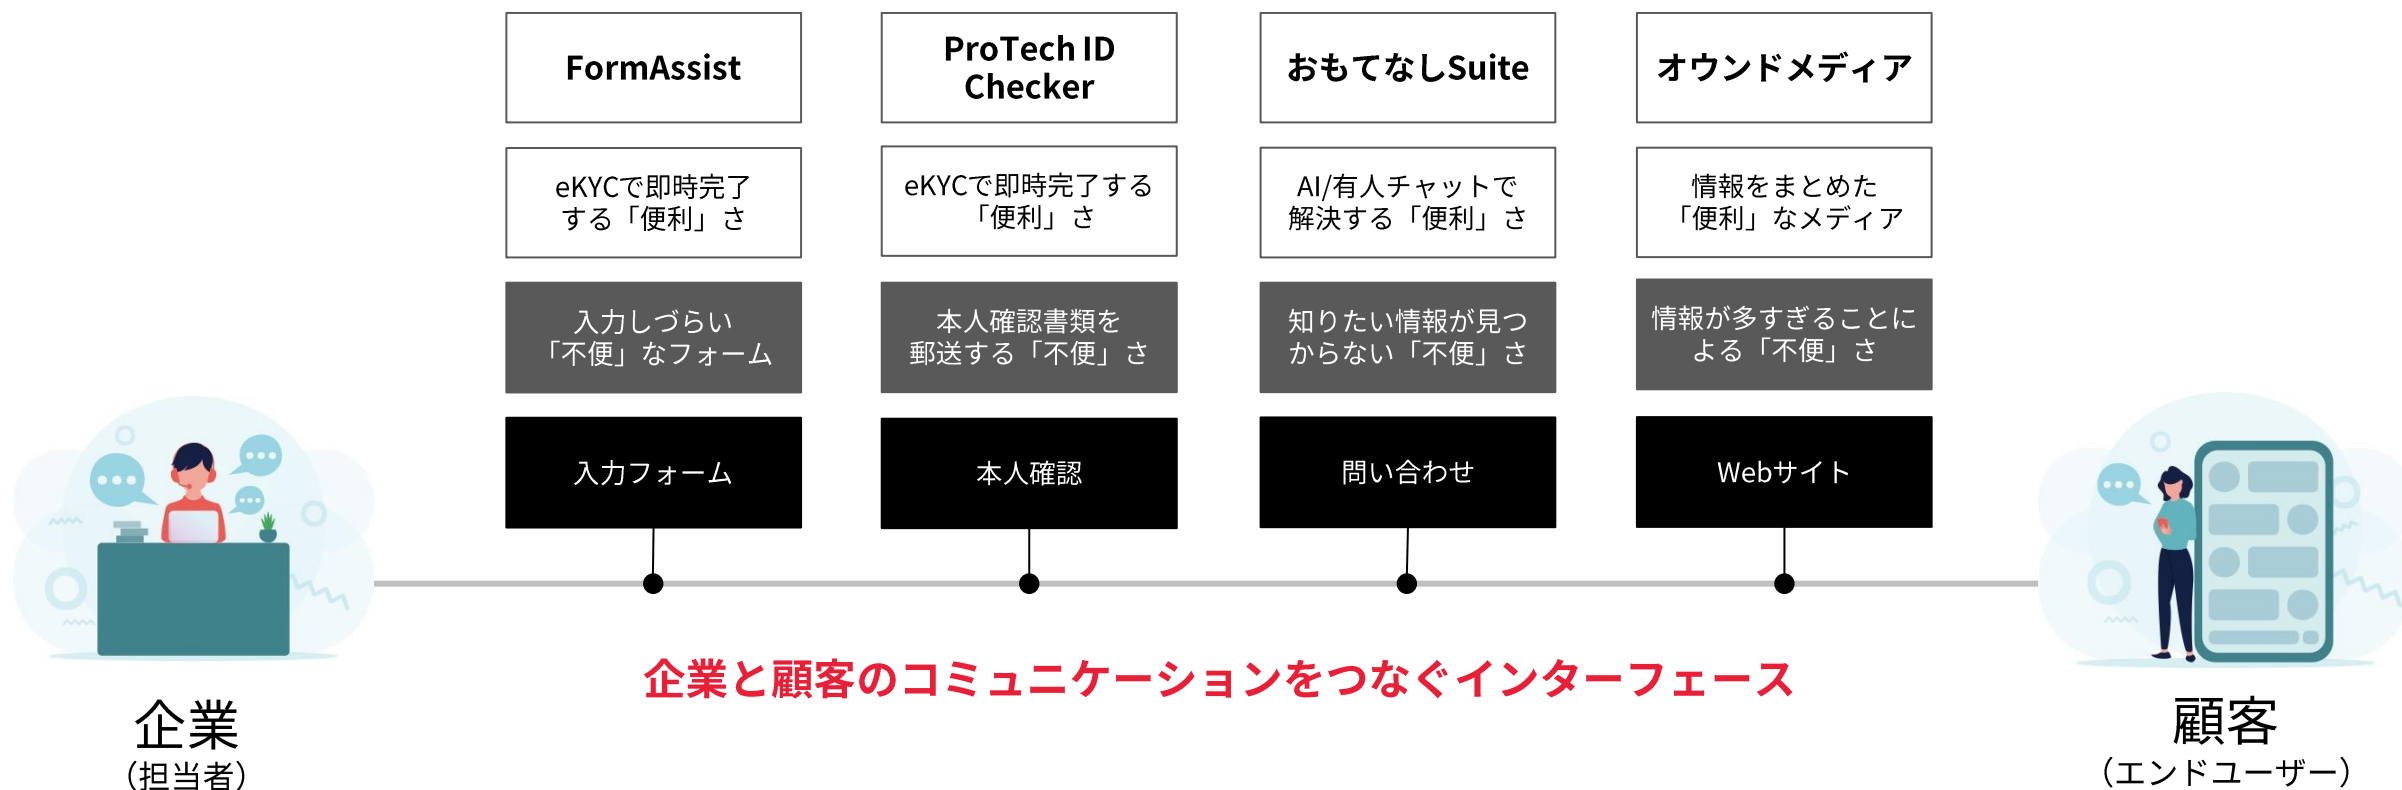 FormAssist
ProTech ID
Checker
おもてなしSuite
オウンドメディア
eKYCで即時完了
する「便利」さ
eKYCで即時完了する
「便利」さ
AI/有人チャットで
解決する「便利」さ
情報をまとめた
「便利」なメディア
入力しづらい
「不便」なフォーム
本人確認書類を
郵送する「不便」さ
知りたい情報が見つ
からない「不便」さ
情報が多すぎることに
よる「不便」さ
入力フォーム
本人確認
問い合わせ
Webサイト
企業と顧客のコミュニケーションをつなぐインターフェース
企業
（担当者）
顧客
（エンドユーザー）